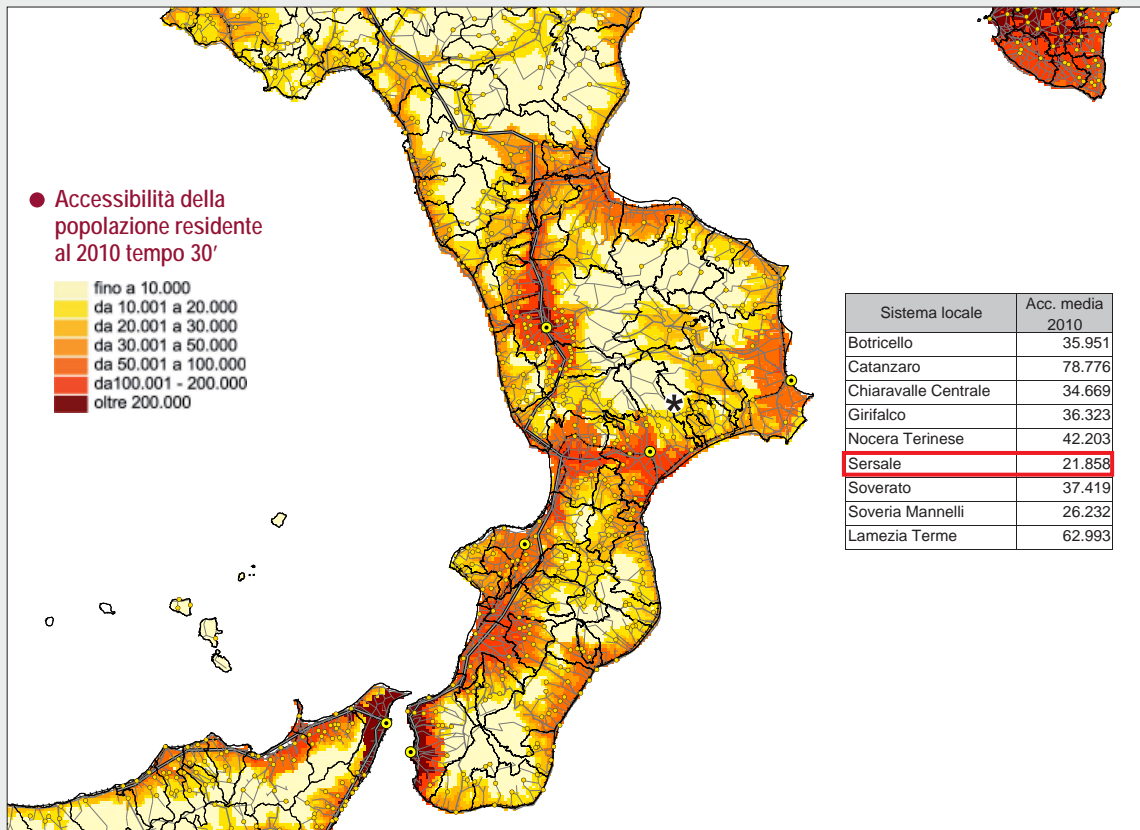 ● Accessibilità della
popolazione residente
al 2010 tempo 30'
fino a 10.000
da 10.001 a 20.000
da 20.001 a 30.000
da 30.001 a 50.000
da 50.001 a 100.000
da100.001 - 200.000
oltre 200.000
*
Sistema locale Acc. media 2010
Botricello 35.951
Catanzaro 78.776
Chiaravalle Centrale 34.669
Girifalco 36.323
Nocera Terinese 42.203
Sersale 21.858
Soverato 37.419
Soveria Mannelli 26.232
Lamezia Terme 62.993